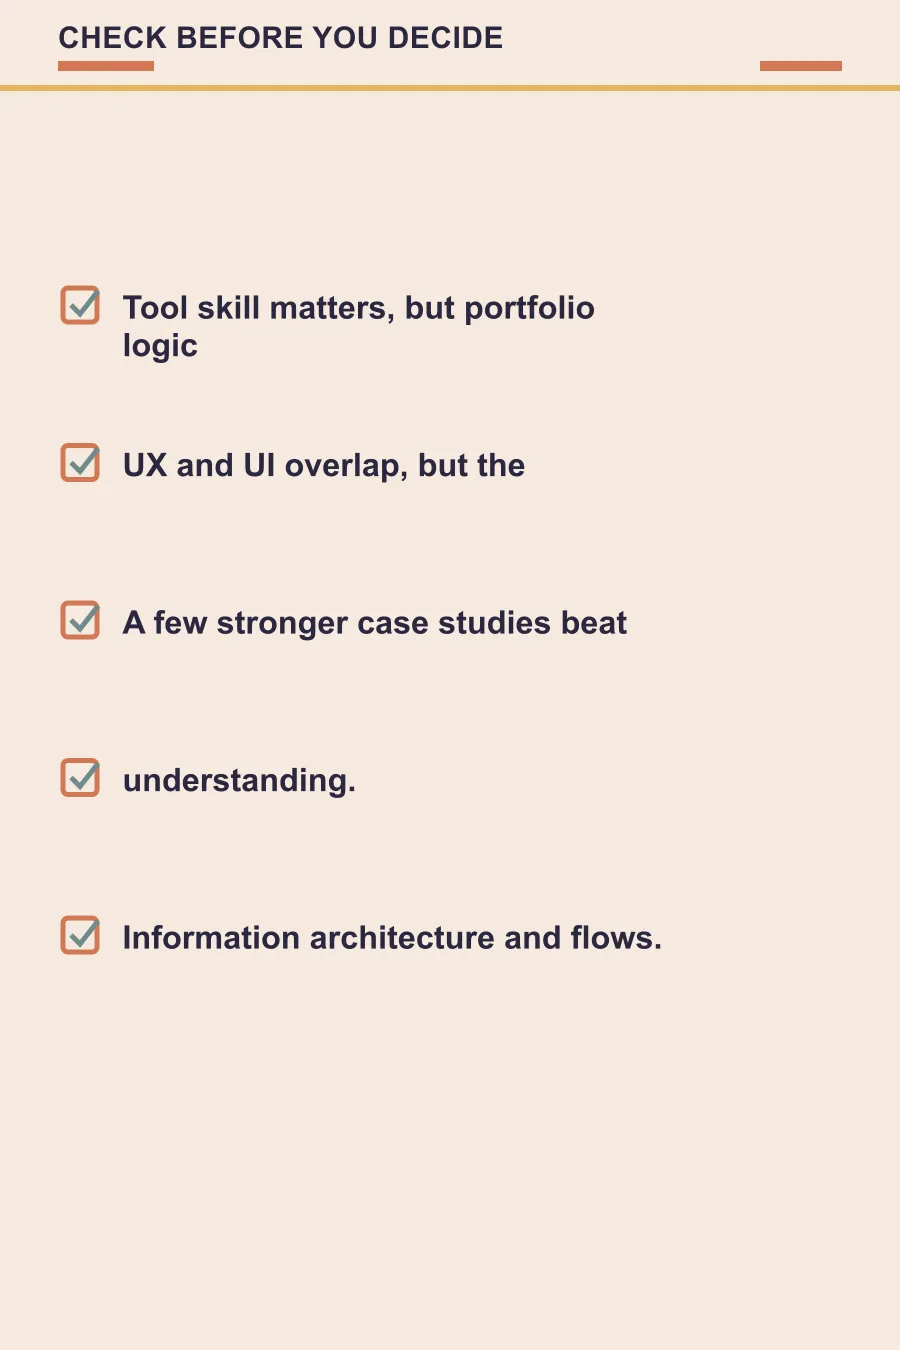 CHECK BEFORE YOU DECIDE
Tool skill matters, but portfolio
logic
UX and UI overlap, but the
A few stronger case studies beat
understanding.
Information architecture and flows.